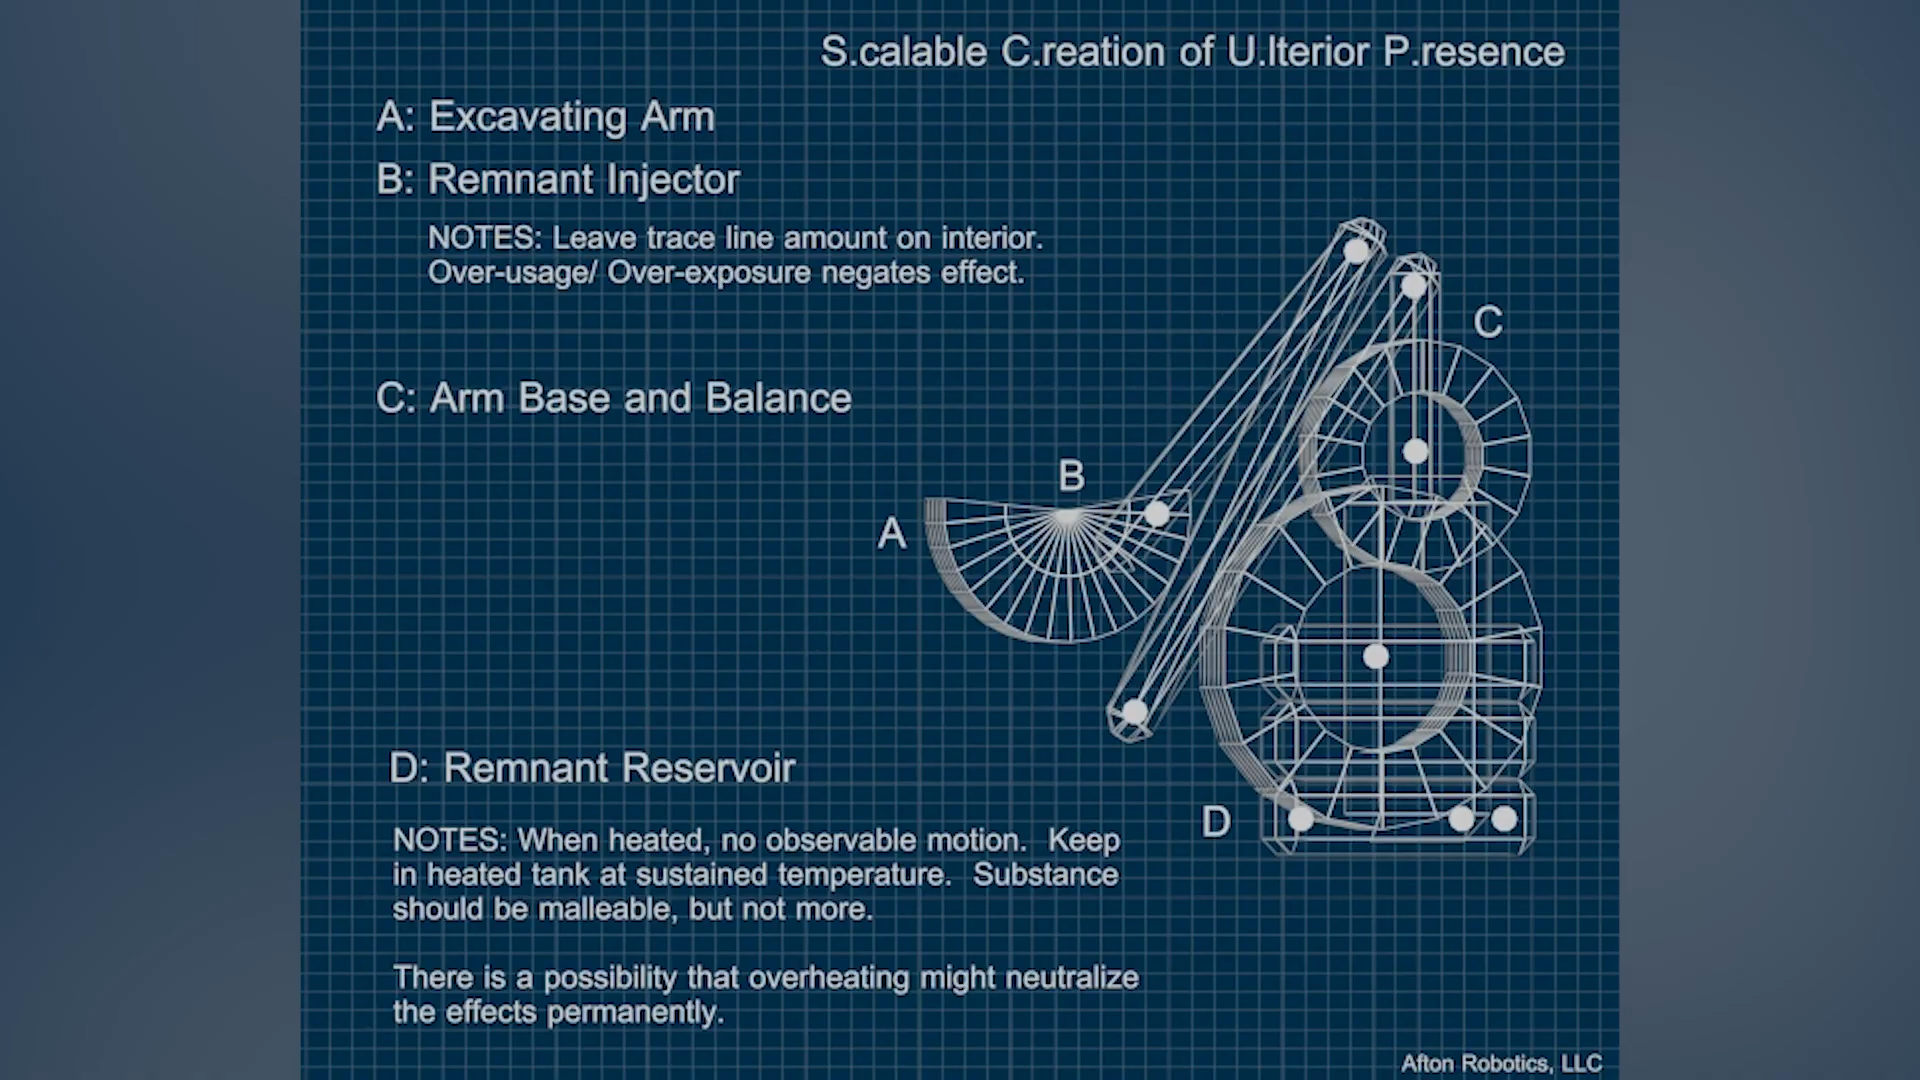 S.calable C.reation of U.lterior P.resence
A: Excavating Arm
B: Remnant Injector
NOTES: Leave trace line amount on interior.
Over-usage/ Over-exposure negates effect.
C
C: Arm Base and Balance
B
A
D: Remnant Reservoir
D
NOTES: When heated, no observable motion. Keep
in heated tank at sustained temperature. Substance
should be malleable, but not more.
There is a possibility that overheating might neutralize
the effects permanently.
Afton Robotics, LLC